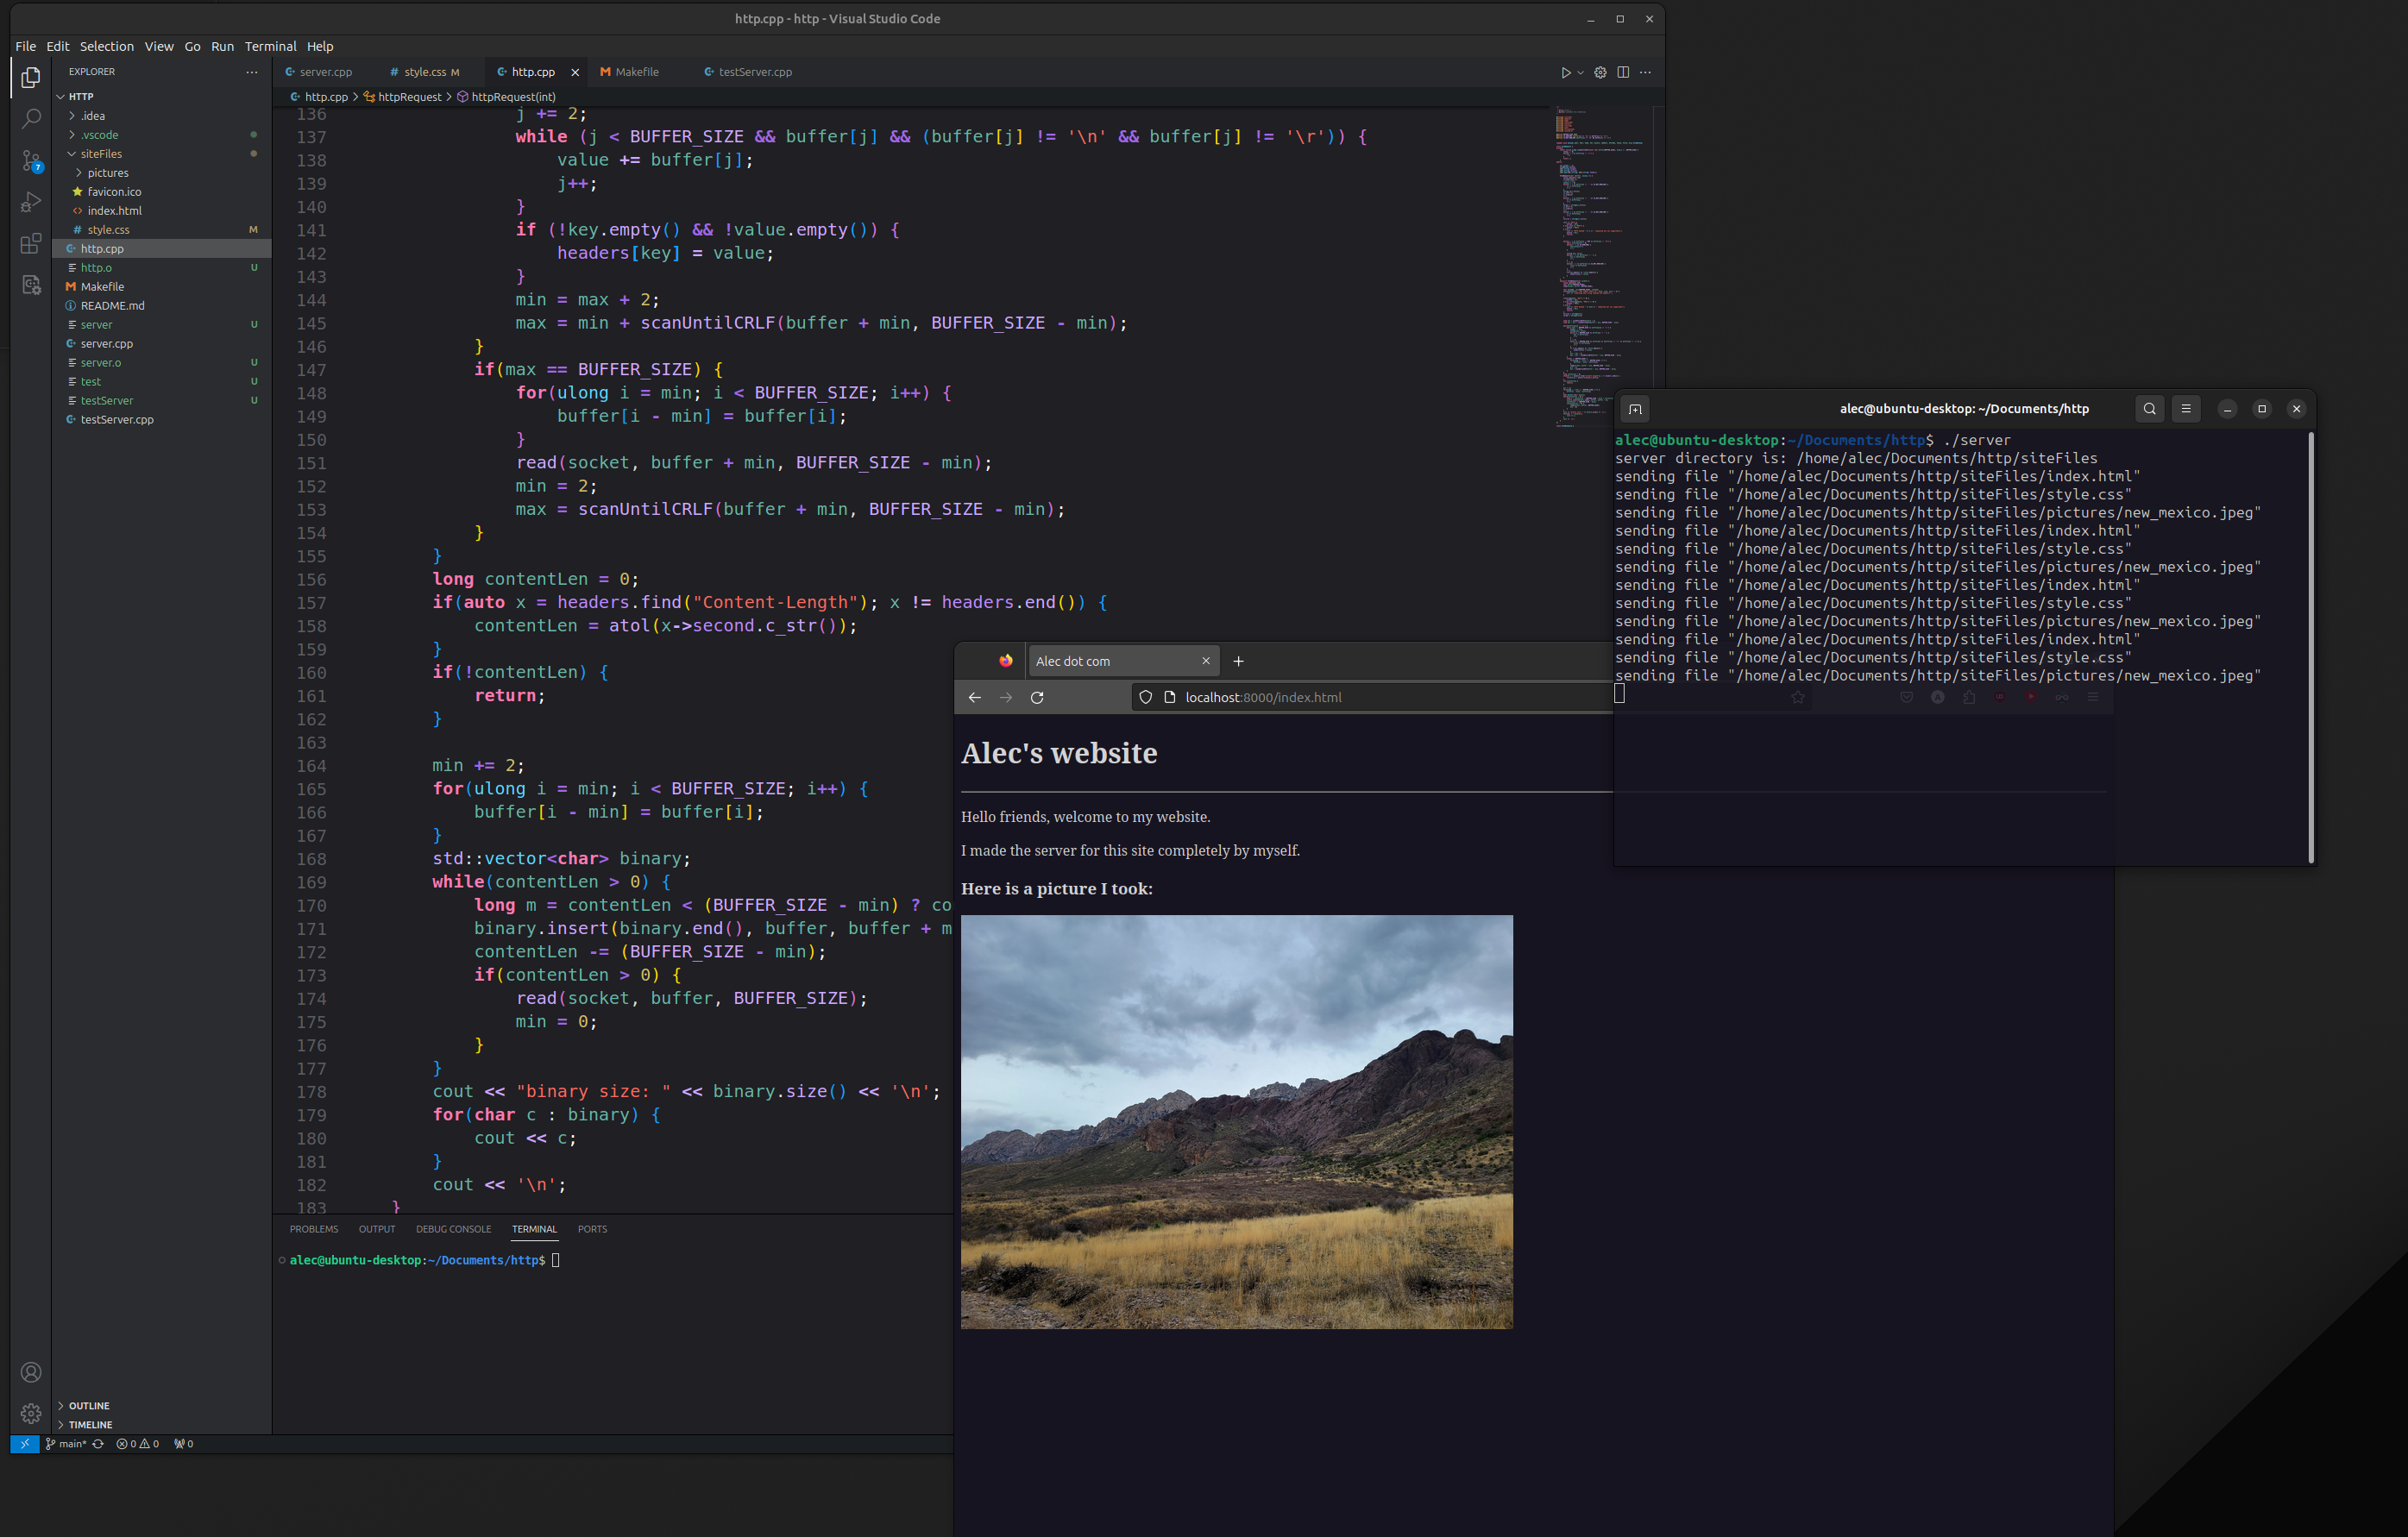 http.cpp - http - Visual Studio Code
File Edit Selection View Go Run Terminal Help
EXPLORER
HTTP
.idea
.vscode
siteFiles
pictures
favicon.ico
index.html
style.css M
http.cpp
http.o U
Makefile
README.md
server U
server.cpp
server.o U
test U
testServer U
testServer.cpp
OUTLINE
TIMELINE
7
server.cpp style.css M http.cpp Makefile testServer.cpp
http.cpp > httpRequest > httpRequest(int)
136 j += 2;
137 while (j < BUFFER_SIZE && buffer[j] && (buffer[j] != '\n' && buffer[j] != '\r')) {
138 value += buffer[j];
139 j++;
140 }
141 if (!key.empty() && !value.empty()) {
142 headers[key] = value;
143 }
144 min = max + 2;
145 max = min + scanUntilCRLF(buffer + min, BUFFER_SIZE - min);
146 }
147 if(max == BUFFER_SIZE) {
148 for(ulong i = min; i < BUFFER_SIZE; i++) {
149 buffer[i - min] = buffer[i];
150 }
151 read(socket, buffer + min, BUFFER_SIZE - min);
152 min = 2;
153 max = scanUntilCRLF(buffer + min, BUFFER_SIZE - min);
154 }
155 }
156 long contentLen = 0;
157 if(auto x = headers.find("Content-Length"); x != headers.end()) {
158 contentLen = atol(x->second.c_str());
159 }
160 if(!contentLen) {
161 return;
162 }
163
164 min += 2;
165 for(ulong i = min; i < BUFFER_SIZE; i++) {
166 buffer[i - min] = buffer[i];
167 }
168 std::vector<char> binary;
169 while(contentLen > 0) {
170 long m = contentLen < (BUFFER_SIZE - min) ? co
171 binary.insert(binary.end(), buffer, buffer + m
172 contentLen -= (BUFFER_SIZE - min);
173 if(contentLen > 0) {
174 read(socket, buffer, BUFFER_SIZE);
175 min = 0;
176 }
177 }
178 cout << "binary size: " << binary.size() << '\n';
179 for(char c : binary) {
180 cout << c;
181 }
182 cout << '\n';
183 }
PROBLEMS OUTPUT DEBUG CONSOLE TERMINAL PORTS
alec@ubuntu-desktop:~/Documents/http$
main* 0 0 0
alec@ubuntu-desktop: ~/Documents/http
alec@ubuntu-desktop:~/Documents/http$ ./server
server directory is: /home/alec/Documents/http/siteFiles
sending file "/home/alec/Documents/http/siteFiles/index.html"
sending file "/home/alec/Documents/http/siteFiles/style.css"
sending file "/home/alec/Documents/http/siteFiles/pictures/new_mexico.jpeg"
sending file "/home/alec/Documents/http/siteFiles/index.html"
sending file "/home/alec/Documents/http/siteFiles/style.css"
sending file "/home/alec/Documents/http/siteFiles/pictures/new_mexico.jpeg"
sending file "/home/alec/Documents/http/siteFiles/index.html"
sending file "/home/alec/Documents/http/siteFiles/style.css"
sending file "/home/alec/Documents/http/siteFiles/pictures/new_mexico.jpeg"
sending file "/home/alec/Documents/http/siteFiles/index.html"
sending file "/home/alec/Documents/http/siteFiles/style.css"
sending file "/home/alec/Documents/http/siteFiles/pictures/new_mexico.jpeg"
Alec dot com
localhost:8000/index.html
Alec's website
Hello friends, welcome to my website.
I made the server for this site completely by myself.
Here is a picture I took: